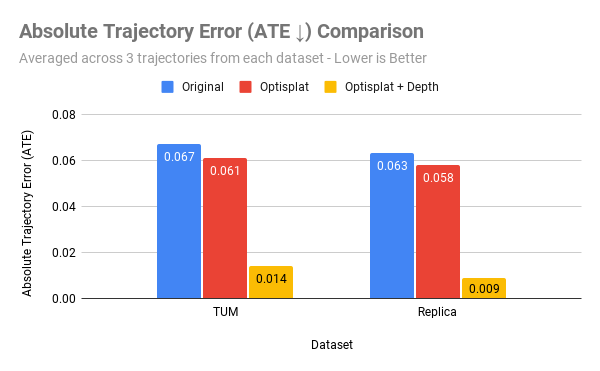 Absolute Trajectory Error (ATE ↓) Comparison
Averaged across 3 trajectories from each dataset - Lower is Better
Original Optisplat Optisplat + Depth
Absolute Trajectory Error (ATE)
0.08
0.06
0.04
0.02
0.00
0.067 0.061 0.014
0.063 0.058 0.009
TUM Replica
Dataset